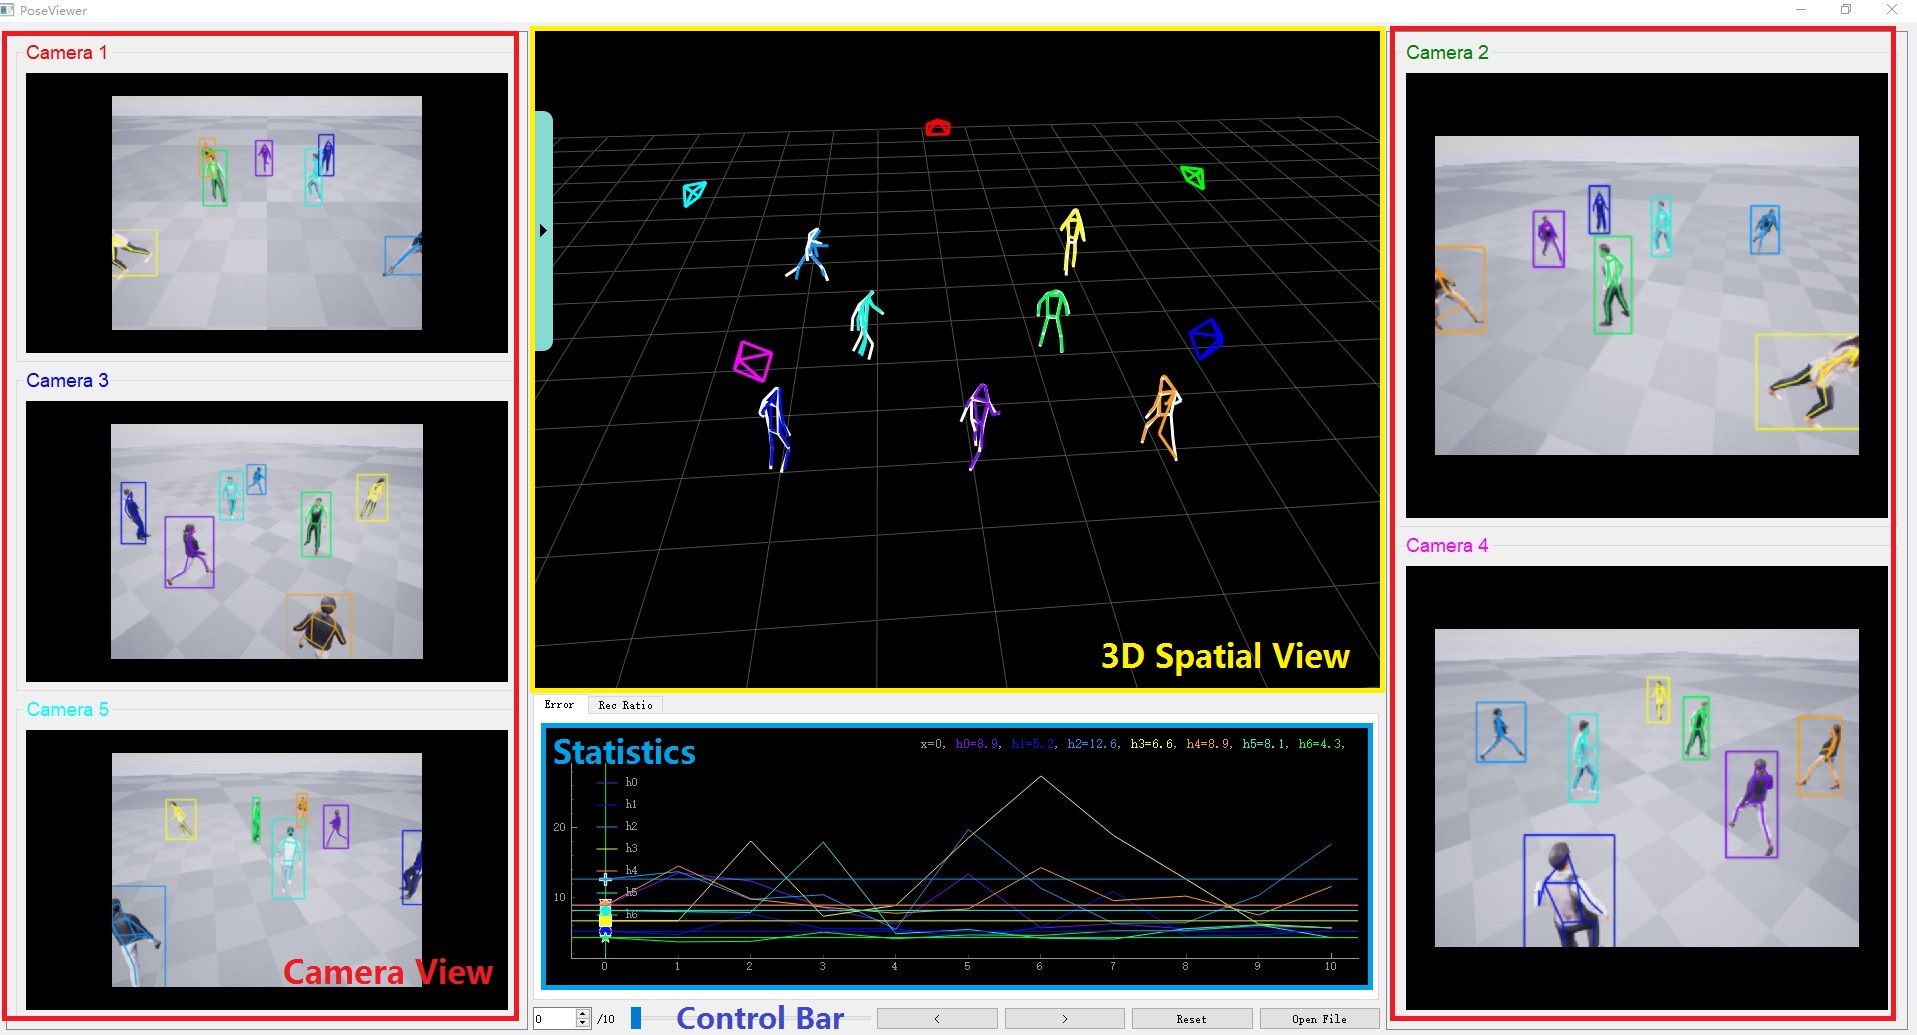 PoseViewer
Camera 1
Camera 3
Camera 5
Camera View
3D Spatial View
Error
Rec Ratio
Statistics
x=0, h0=8.9, h1=5.2, h2=12.6, h3=6.6, h4=8.9, h5=8.1, h6=4.3,
h0
h1
h2
h3
h4
h5
h6
20
10
0 1 2 3 4 5 6 7 8 9 10
0 /10
Control Bar
< > Reset Open File
Camera 2
Camera 4